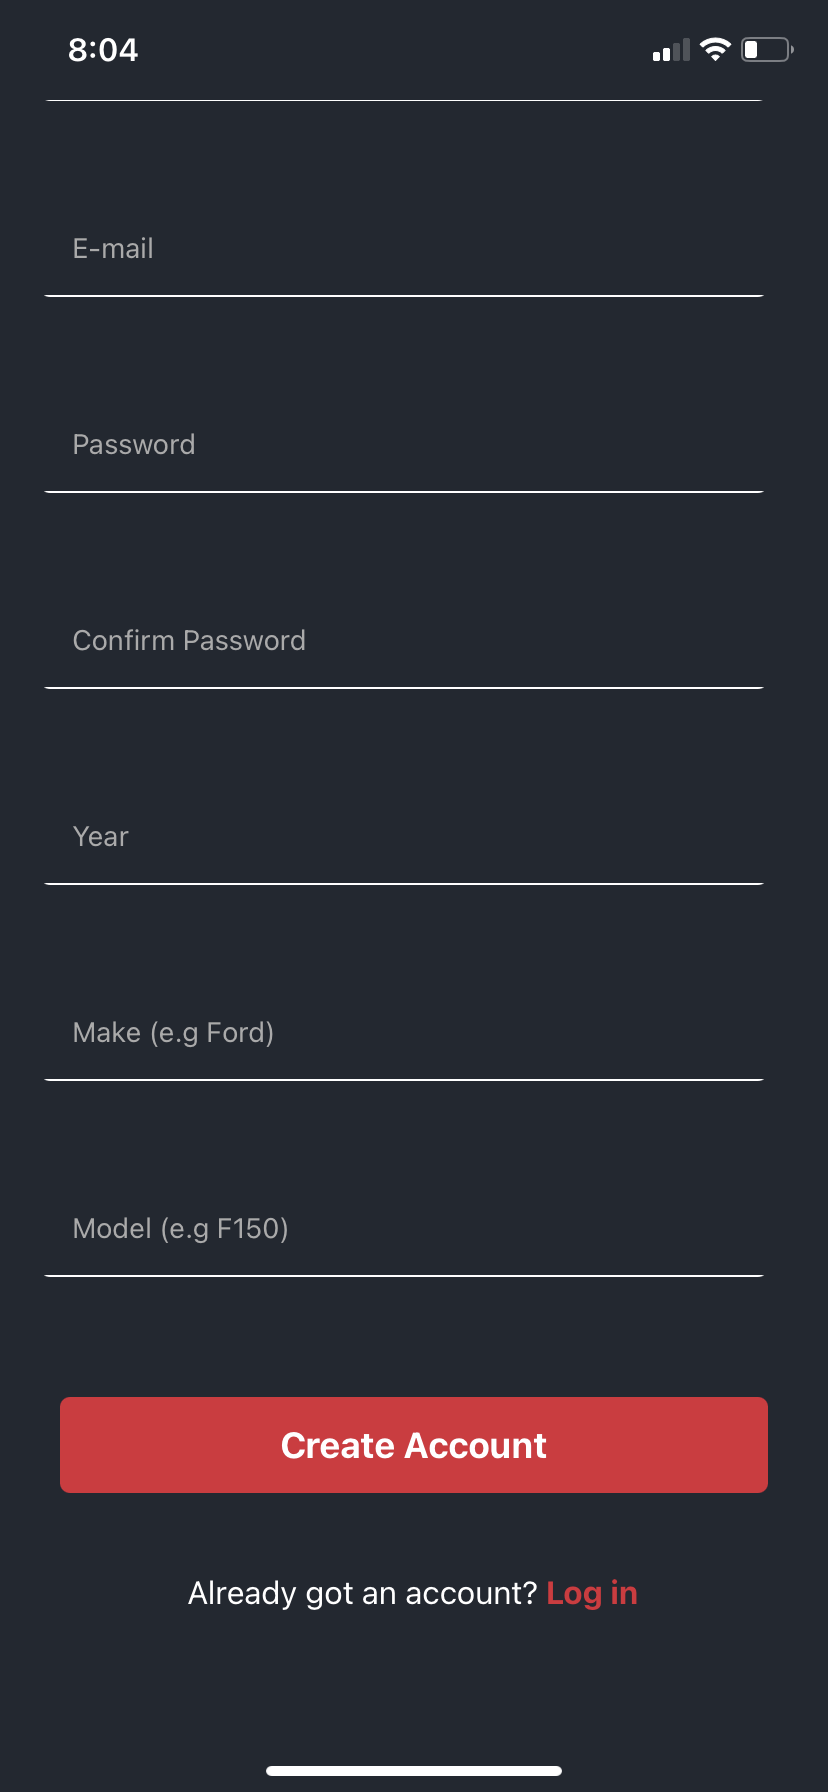 8:04
E-mail
Password
Confirm Password
Year
Make (e.g Ford)
Model (e.g F150)
Create Account
Already got an account? Log in